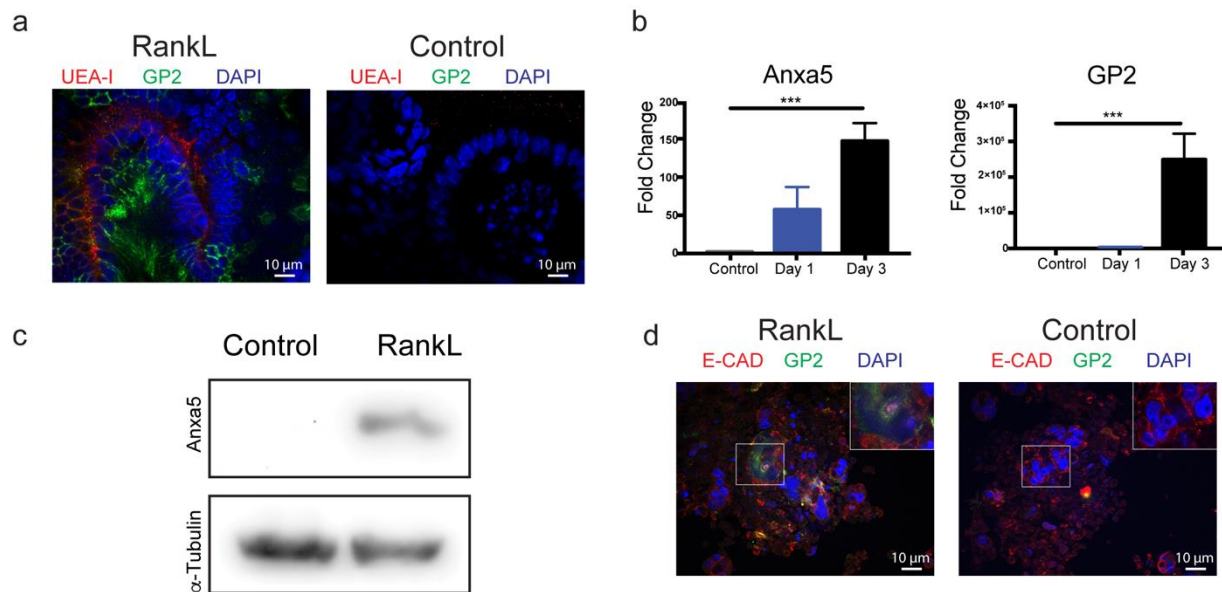 a
RankL
Control
UEA-I GP2 DAPI
UEA-I GP2 DAPI
10 µm
10 µm
b
Anxa5
Fold Change
200
150
100
50
0
***
Control Day 1 Day 3
GP2
Fold Change
4×10⁵
3×10⁵
2×10⁵
1×10⁵
0
***
Control Day 1 Day 3
c
Control RankL
Anxa5
α-Tubulin
d
RankL
Control
E-CAD GP2 DAPI
E-CAD GP2 DAPI
10 µm
10 µm